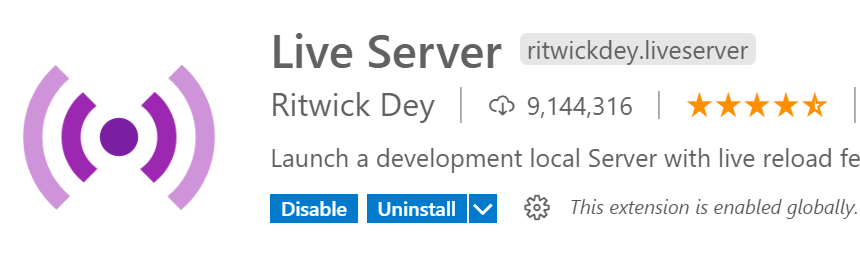 Live Server ritwickdey.liveserver
Ritwick Dey 9,144,316
Launch a development local Server with live reload fe
Disable Uninstall This extension is enabled globally.